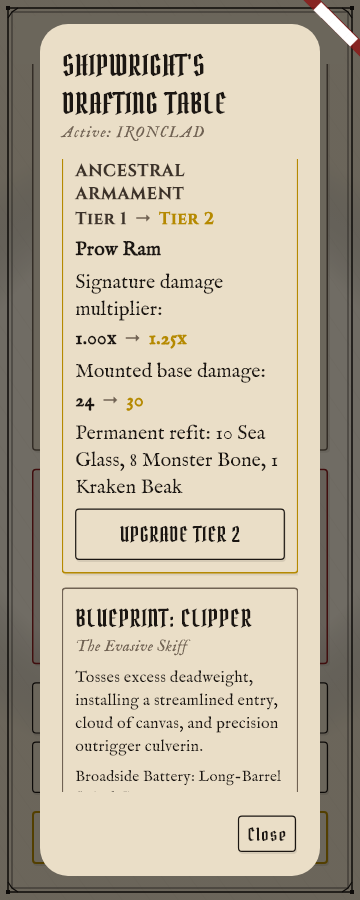 SHIPWRIGHT'S
DRAFTING TABLE
Active: IRONCLAD
ANCESTRAL
ARMAMENT
TIER 1 → TIER 2
Prow Ram
Signature damage
multiplier:
1.00x → 1.25x
Mounted base damage:
24 → 30
Permanent refit: 10 Sea
Glass, 8 Monster Bone, 1
Kraken Beak
UPGRADE TIER 2
BLUEPRINT: CLIPPER
The Evasive Skiff
Tosses excess deadweight,
installing a streamlined entry,
cloud of canvas, and precision
outrigger culverin.
Broadside Battery: Long-Barrel
Close